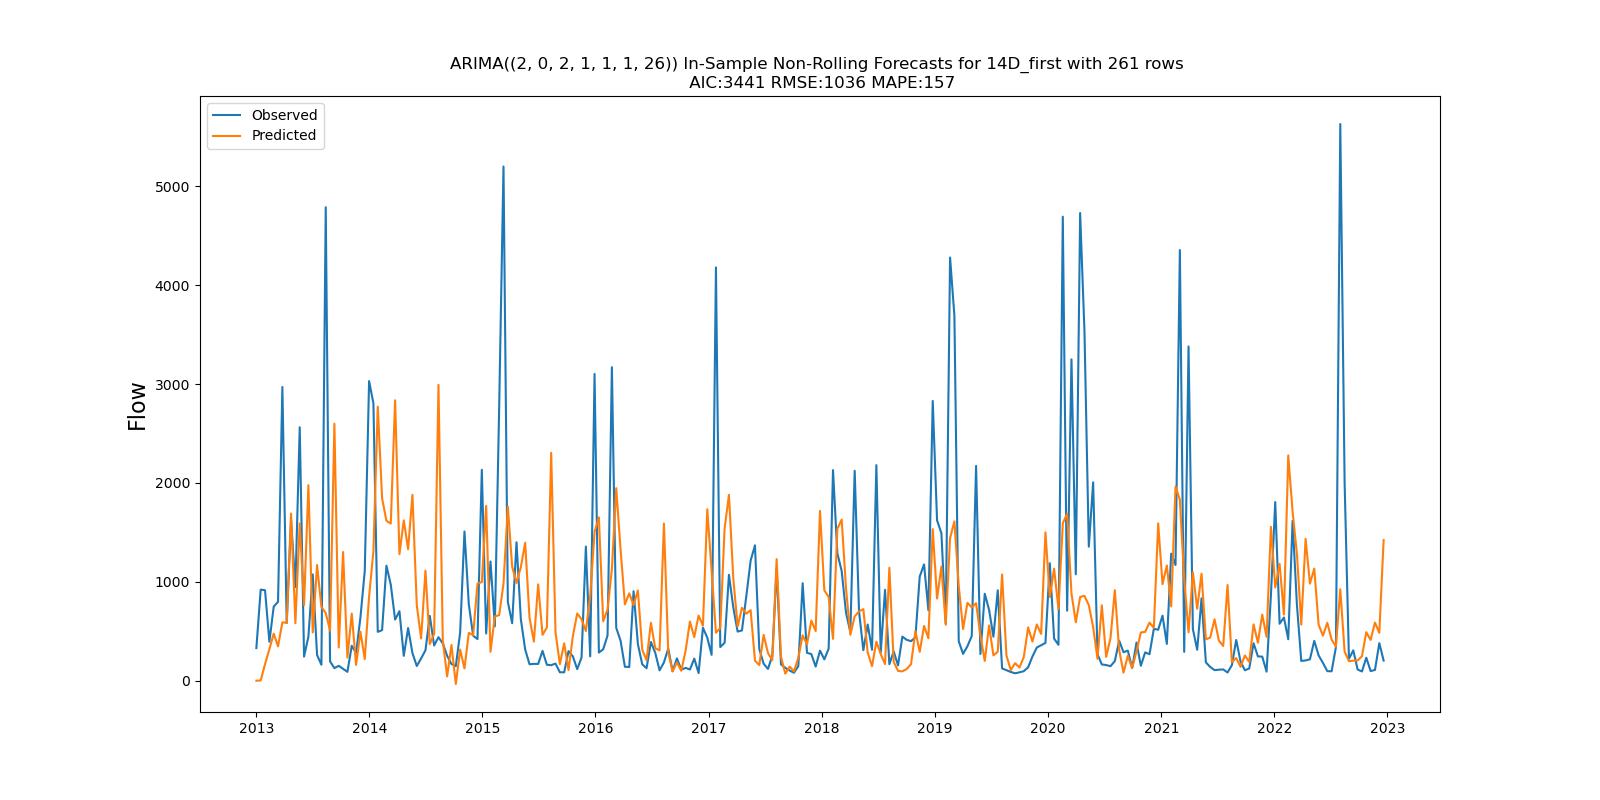 ARIMA((2, 0, 2, 1, 1, 1, 26)) In-Sample Non-Rolling Forecasts for 14D_first with 261 rows
AIC:3441 RMSE:1036 MAPE:157
Observed
Predicted
Flow
5000
4000
3000
2000
1000
0
2013 2014 2015 2016 2017 2018 2019 2020 2021 2022 2023